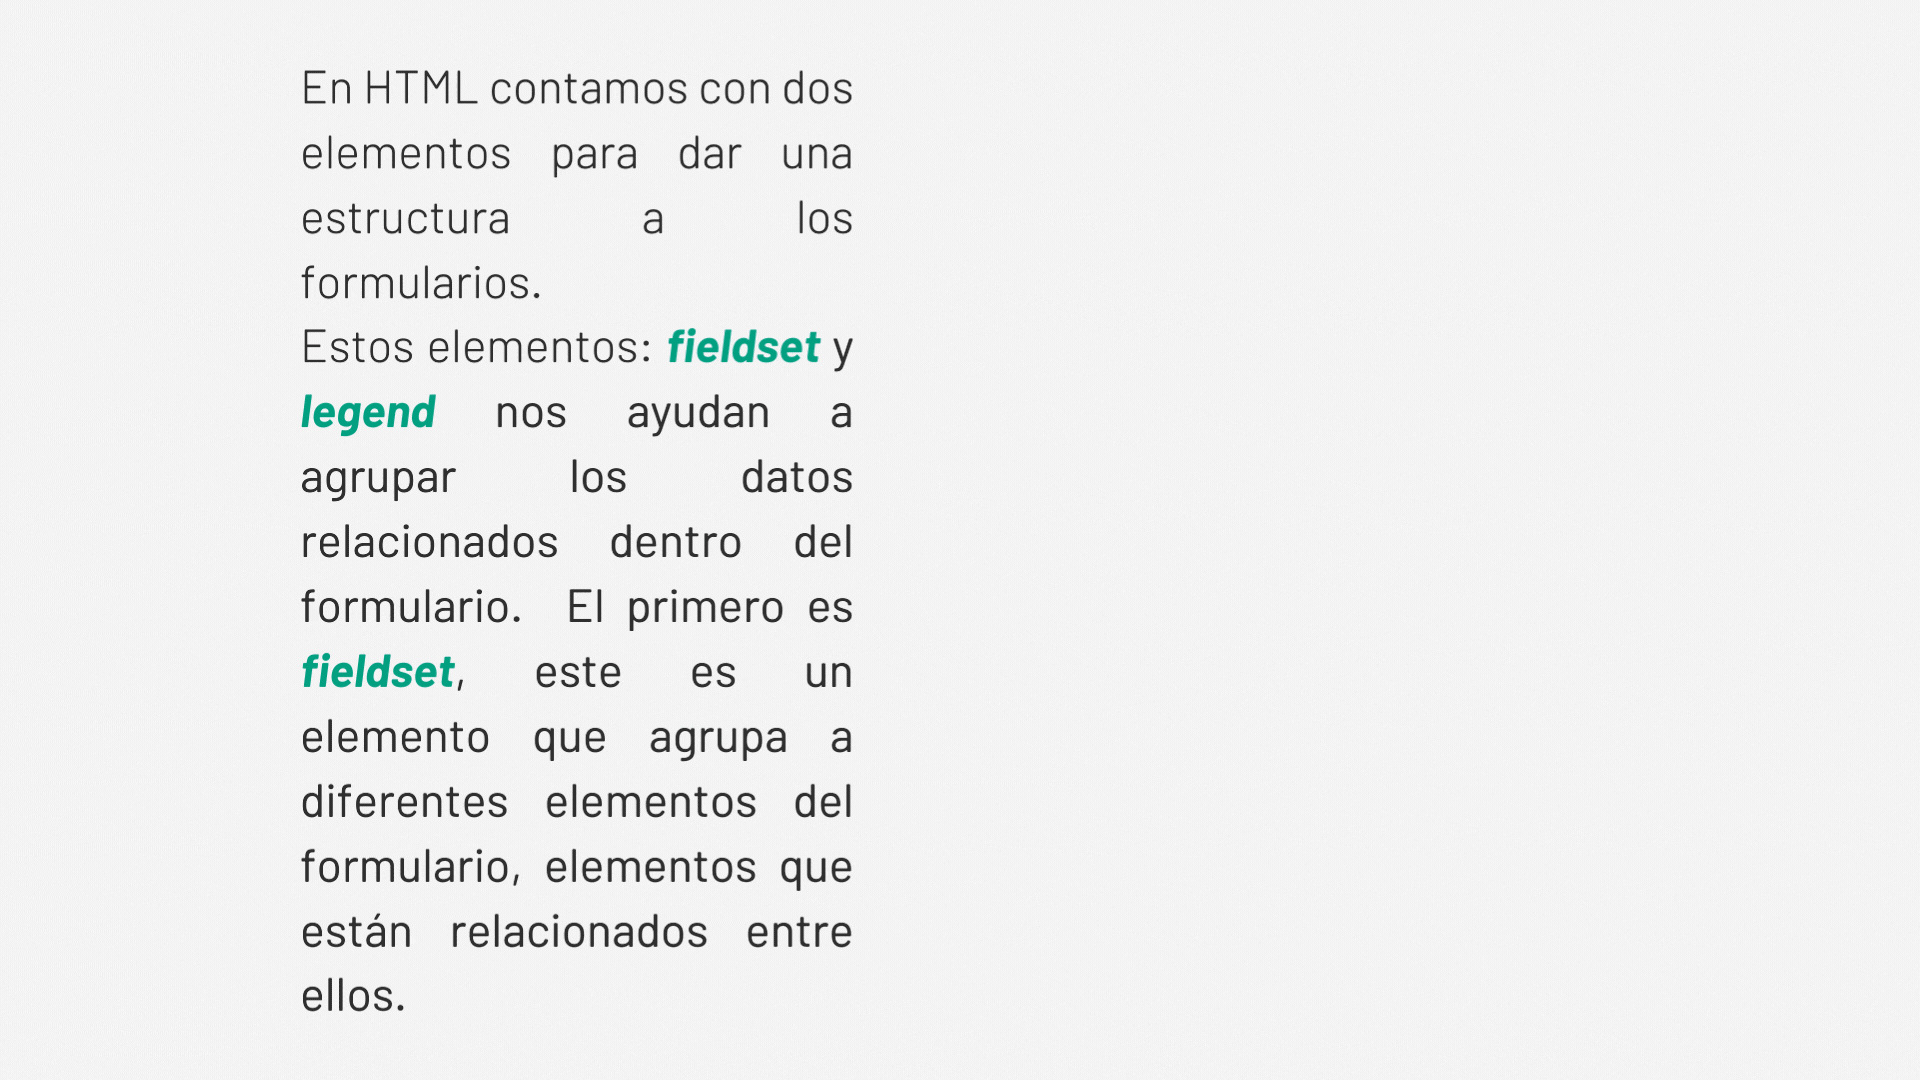 En HTML contamos con dos
elementos para dar una
estructura a los
formularios.
Estos elementos: fieldset y
legend nos ayudan a
agrupar los datos
relacionados dentro del
formulario. El primero es
fieldset, este es un
elemento que agrupa a
diferentes elementos del
formulario, elementos que
están relacionados entre
ellos.